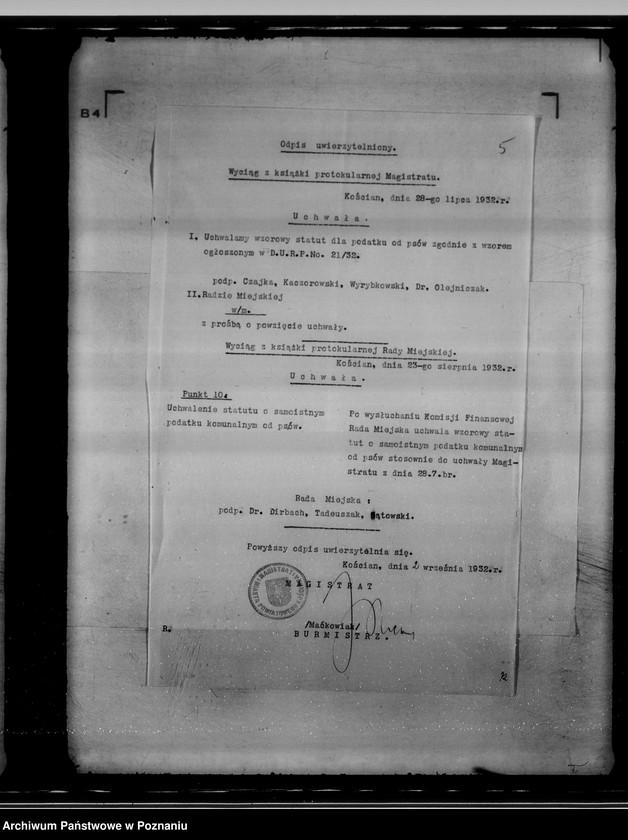 B4
5
Odpis uwierzytelniony.
Wyciąg z książki protokularnej Magistratu.
Kościan, dnia 28-go lipca 1932.r.
Uchwała.
I. Uchwalamy wzorowy statut dla podatku od psów zgodnie z wzorem
ogłoszonym w D.U.R.P.No. 21/32.
podp. Czajka, Kaczorowski, Wyrybkowski, Dr. Olejniczak.
II.Radzie Miejskiej
w/m.
z prośbą o powzięcie uchwały.
Wyciąg z książki protokularnej Rady Miejskiej.
Kościan, dnia 23-go sierpnia 1932.r.
Uchwała.
Punkt 10.
Uchwalenie statutu o samoistnym
podatku komunalnym od psów.
Po wysłuchaniu Komisji Finansowej
Rada Miejska uchwala wzorowy sta-
tut o samoistnym podatku komunalnym
od psów stosownie do uchwały Magi-
stratu z dnia 28.7.br.
Rada Miejska :
podp. Dr. Dirbach, Tadeuszak,
Powyższy odpis uwierzytelnia się.
Kościan, dnia 2 września 1932.r.
MAGISTRAT
/Maćkowiak/
BURMISTRZ.
R.
Archiwum Państwowe w Poznaniu